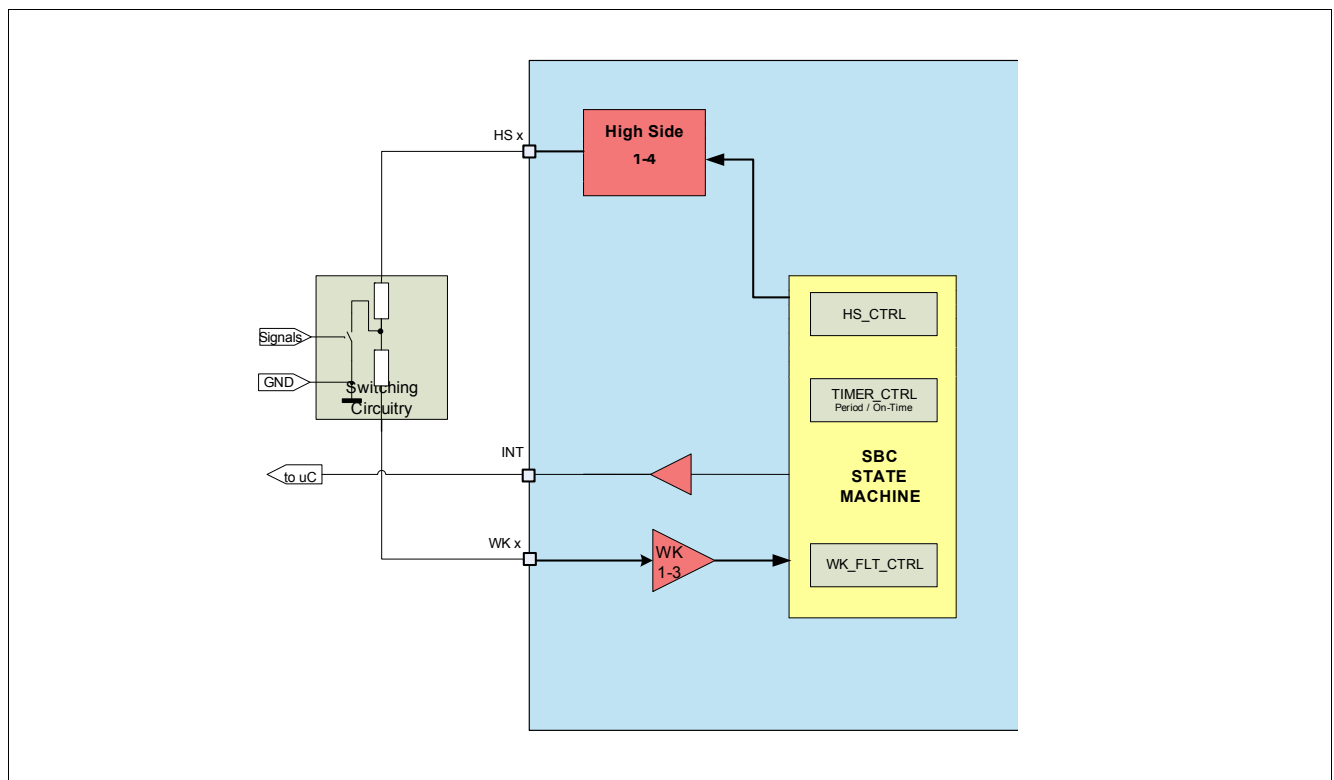 High Side
1-4
HS x
HS_CTRL
Signals
TIMER_CTRL
Period / On-Time
GND
Switching
Circuitry
SBC
STATE
MACHINE
INT
to uC
WK x
WK
1-3
WK_FLT_CTRL